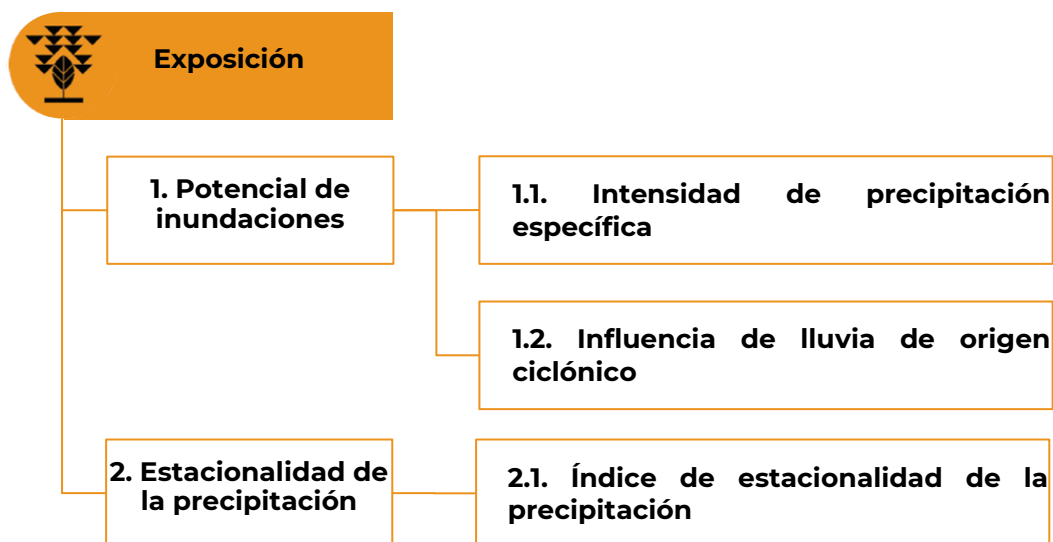 Exposición
1. Potencial de
inundaciones
1.1. Intensidad de precipitación
específica
1.2. Influencia de lluvia de origen
ciclónico
2. Estacionalidad de
la precipitación
2.1. Índice de estacionalidad de la
precipitación